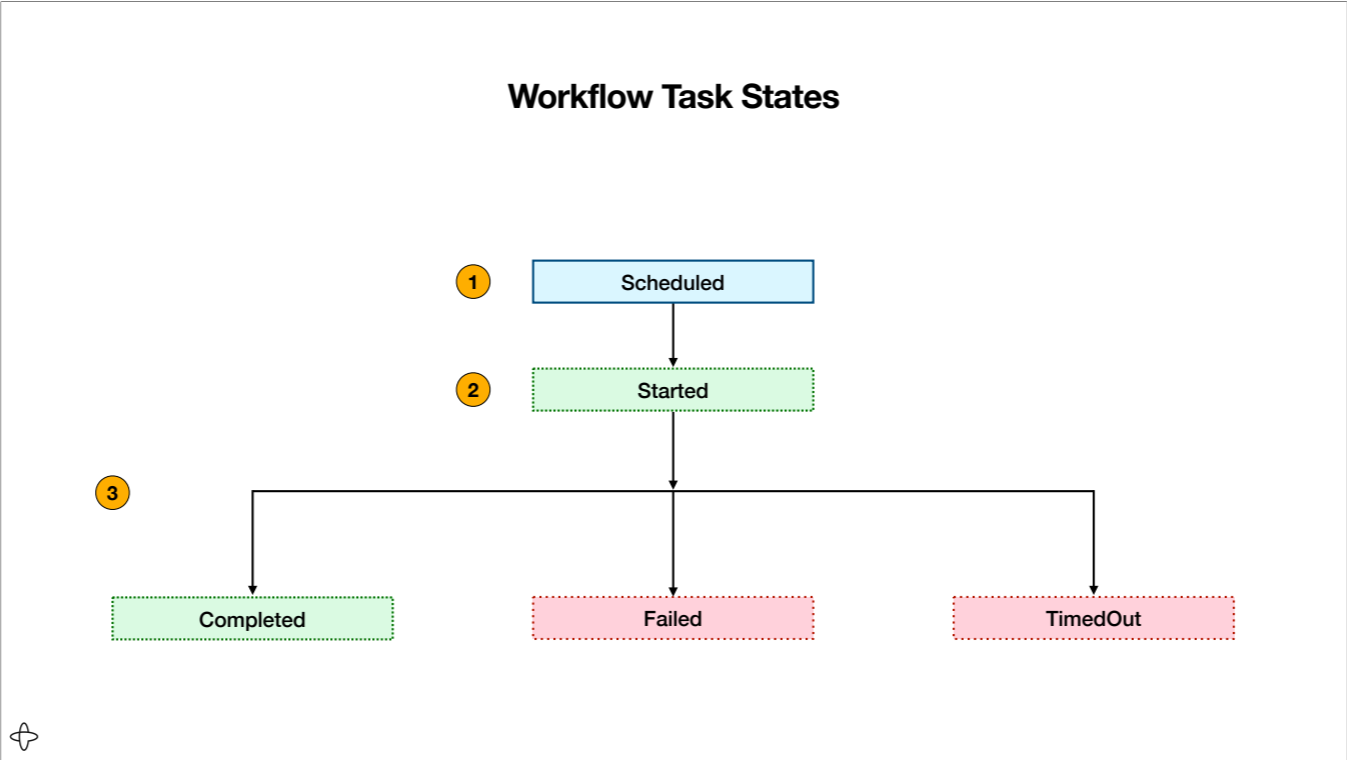 Workflow Task States
1
Scheduled
2
Started
3
Completed
Failed
TimedOut